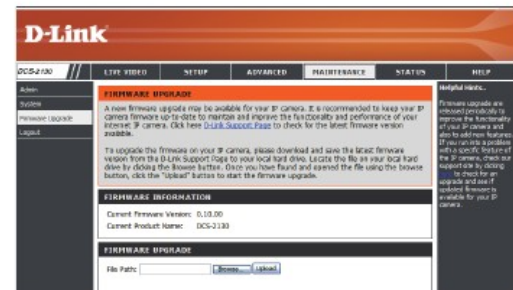 D-Link
DCS-2130
LIVE VIDEO
SETUP
ADVANCED
MAINTENANCE
STATUS
HELP
Admin
System
Firmware Upgrade
Logout
FIRMWARE UPGRADE
A new firmware upgrade may be available for your IP camera. It is recommended to keep your IP
camera firmware up-to-date to maintain and improve the functionality and performance of your
internet IP camera. Click here D-Link Support Page to check for the latest firmware version
available.
To upgrade the firmware on your IP camera, please download and save the latest firmware
version from the D-Link Support Page to your local hard drive. Locate the file on your local hard
drive by clicking the Browse button. Once you have found and opened the file using the browse
button, click the "Upload" button to start the firmware upgrade.
FIRMWARE INFORMATION
Current Firmware Version: 0.10.00
Current Product Name: DCS-2130
FIRMWARE UPGRADE
File Path:
Browse...
Upload
Helpful Hints..
Firmware upgrade are
released periodically to
improve the functionality
of your IP camera and
also to add new features.
If you run into a problem
with a specific feature of
the IP camera, check our
support site by clicking
to check for an
upgrade and see if
updated firmware is
available for your IP
camera.